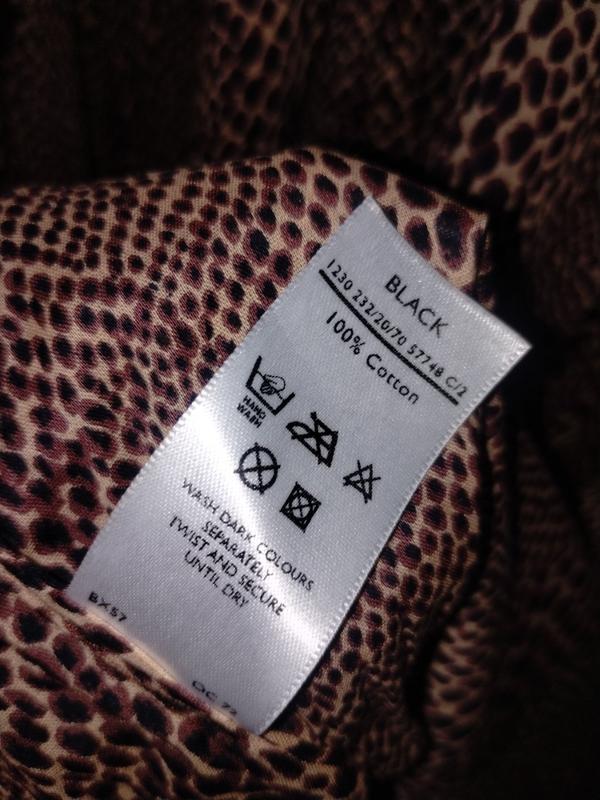 BLACK
1230 232/20/70 57748 C/2
100% Cotton
HAND
WASH
WASH DARK COLOURS
SEPARATELY
TWIST AND SECURE
UNTIL DRY
BX57